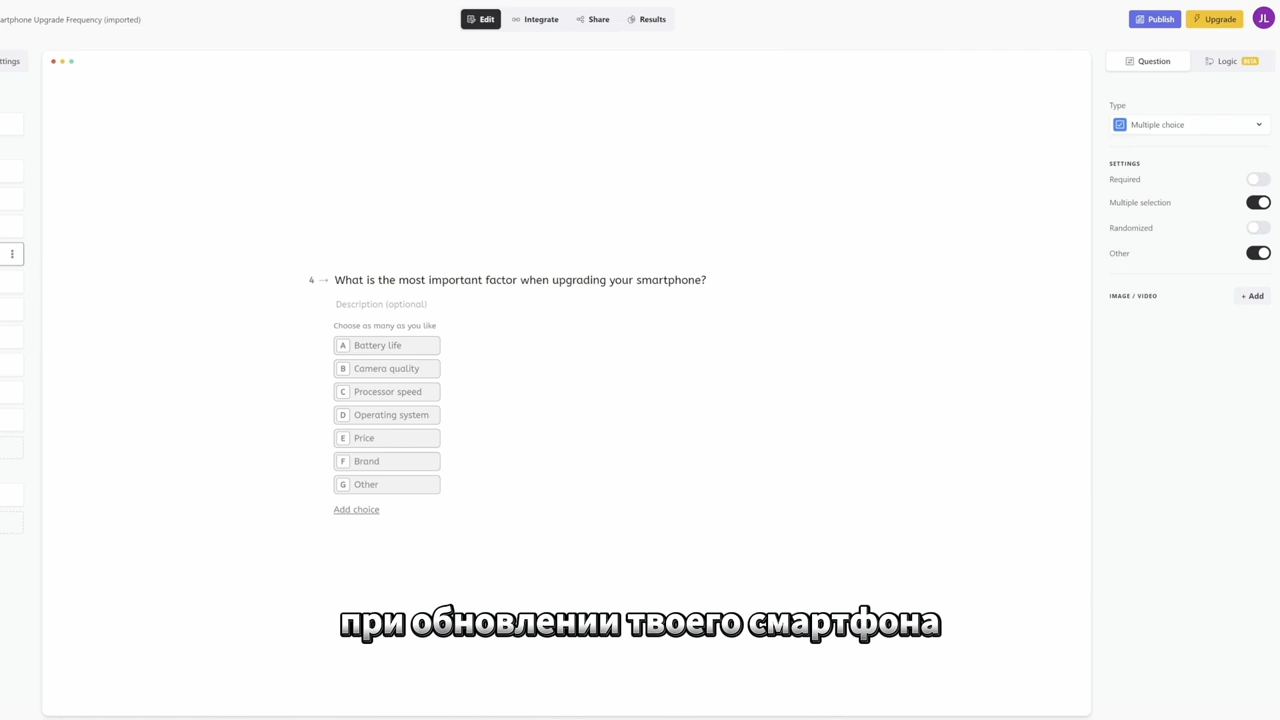 artphone Upgrade Frequency (imported)
Edit
Integrate
Share
Results
Publish
Upgrade
JL
ttings
Question
Logic BETA
Type
Multiple choice
SETTINGS
Required
Multiple selection
Randomized
Other
IMAGE / VIDEO
+ Add
4 → What is the most important factor when upgrading your smartphone?
Description (optional)
Choose as many as you like
A Battery life
B Camera quality
C Processor speed
D Operating system
E Price
F Brand
G Other
Add choice
при обновлении твоего смартфона